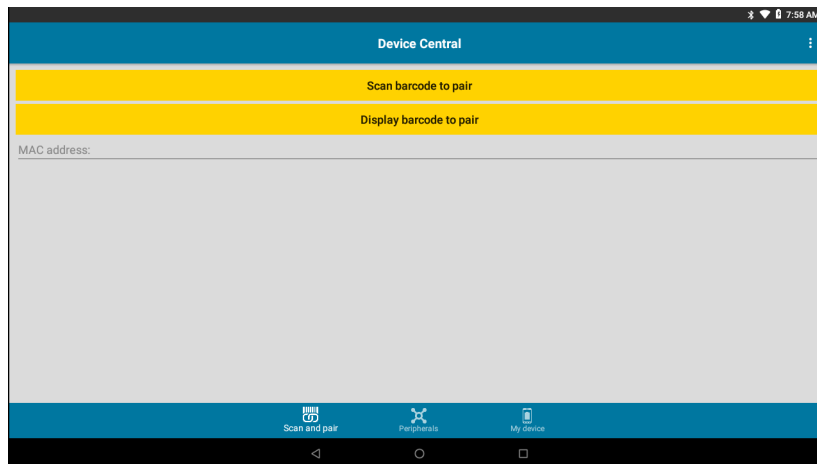 7:58 AM
Device Central
Scan barcode to pair
Display barcode to pair
MAC address:
Scan and pair
Peripherals
My device